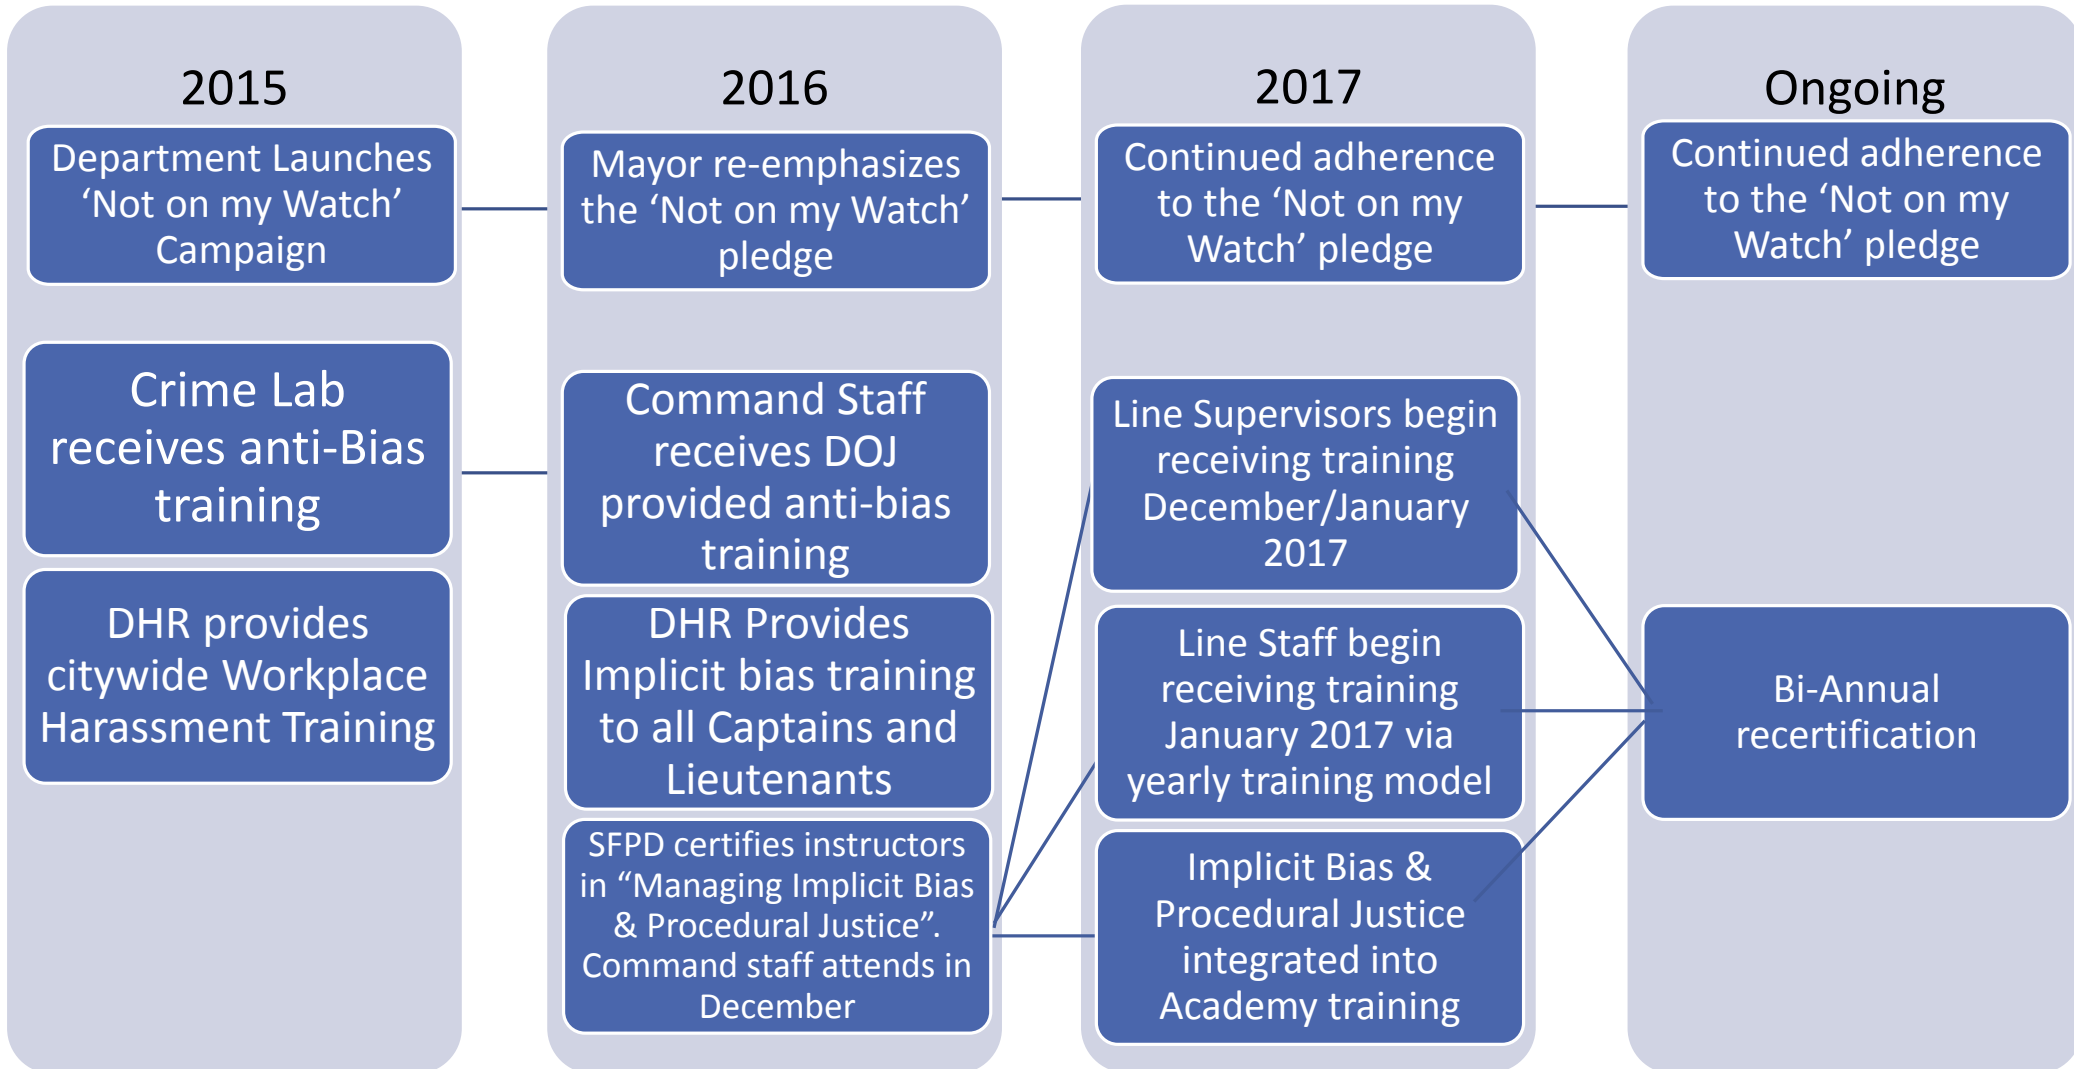 2015
Department Launches
‘Not on my Watch’
Campaign
Crime Lab
receives anti-Bias
training
DHR provides
citywide Workplace
Harassment Training
2016
Mayor re-emphasizes
the ‘Not on my Watch’
pledge
Command Staff
receives DOJ
provided anti-bias
training
DHR Provides
Implicit bias training
to all Captains and
Lieutenants
SFPD certifies instructors
in “Managing Implicit Bias
& Procedural Justice”.
Command staff attends in
December
2017
Continued adherence
to the ‘Not on my
Watch’ pledge
Line Supervisors begin
receiving training
December/January
2017
Line Staff begin
receiving training
January 2017 via
yearly training model
Implicit Bias &
Procedural Justice
integrated into
Academy training
Ongoing
Continued adherence
to the ‘Not on my
Watch’ pledge
Bi-Annual
recertification